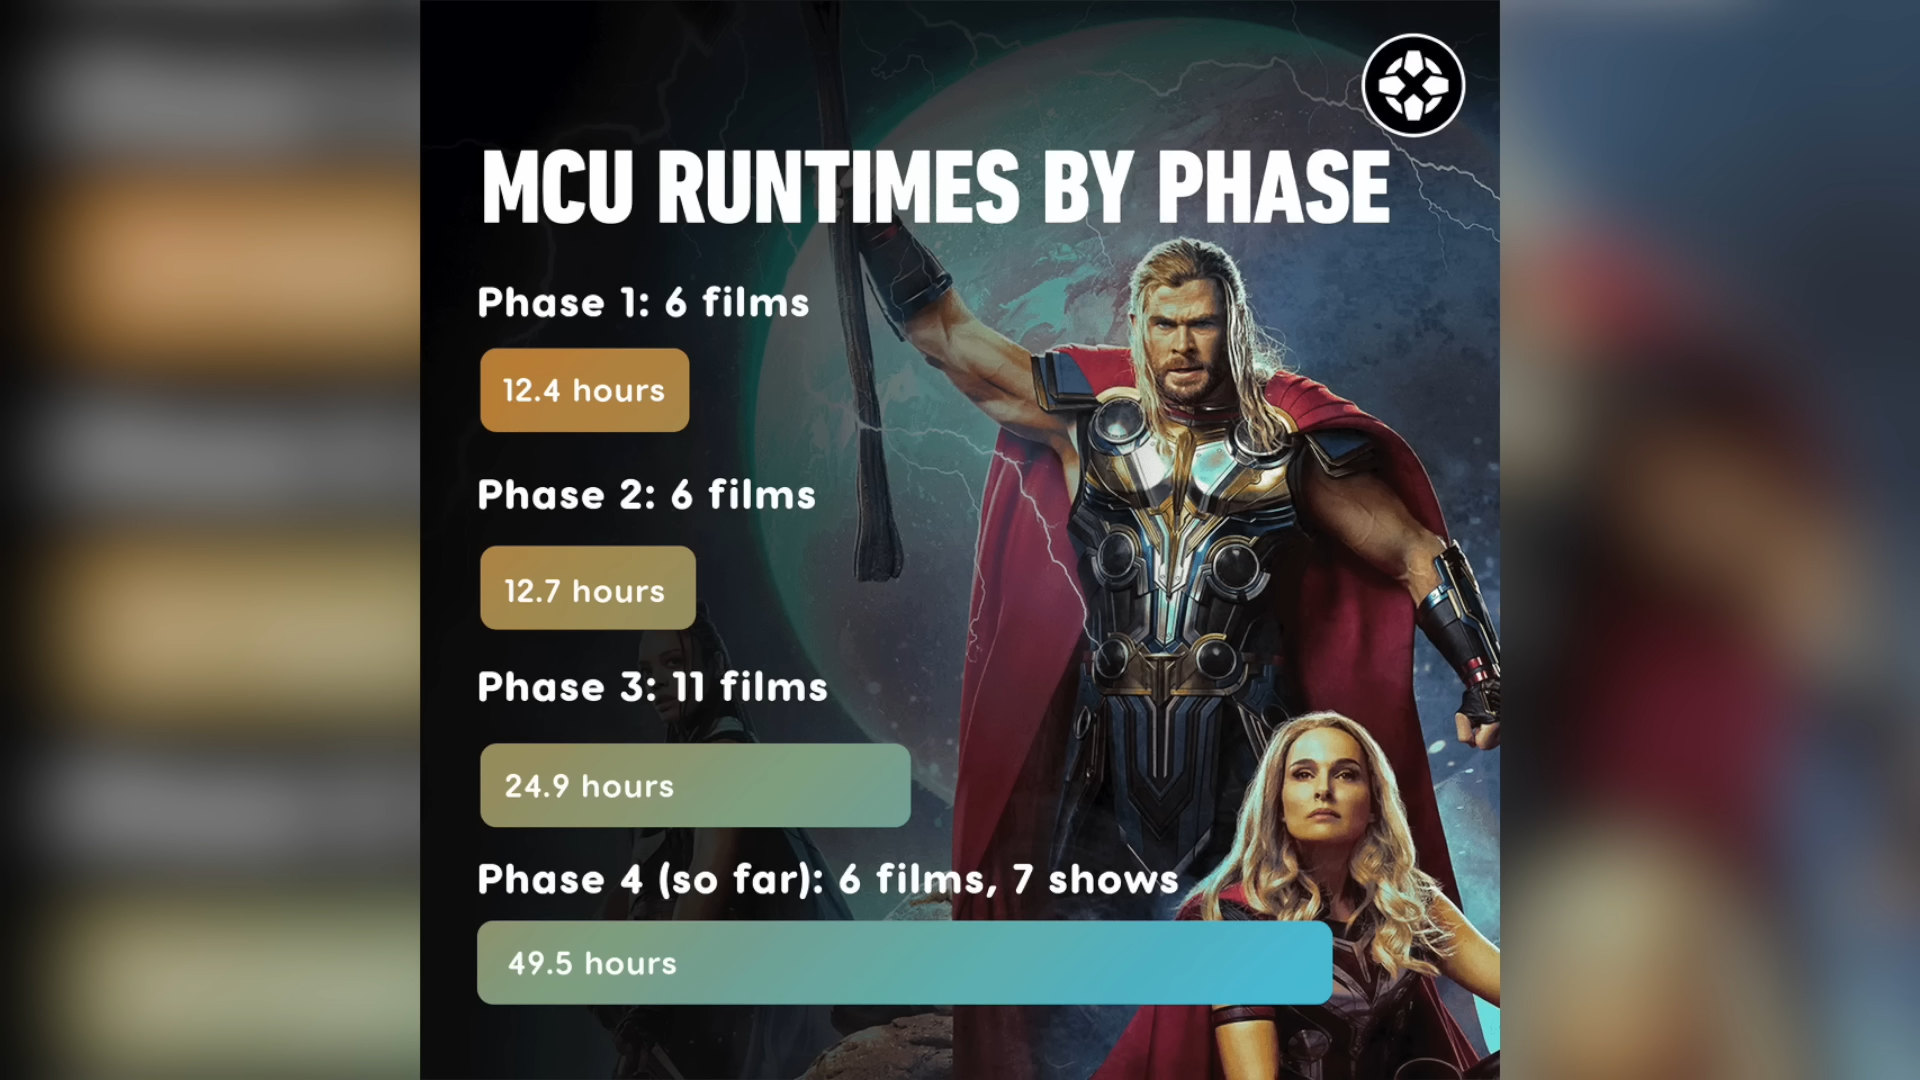 MCU RUNTIMES BY PHASE
Phase 1: 6 films
12.4 hours
Phase 2: 6 films
12.7 hours
Phase 3: 11 films
24.9 hours
Phase 4 (so far): 6 films, 7 shows
49.5 hours